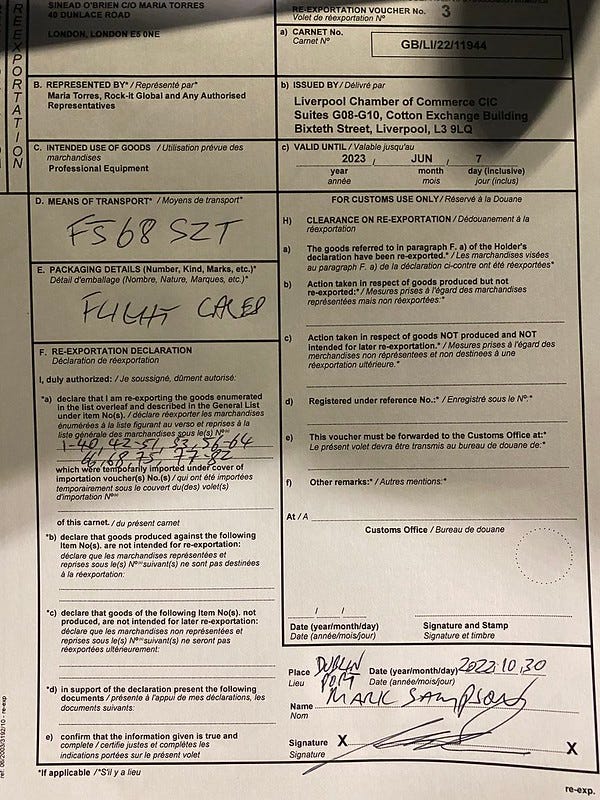 REEXPORTATION
SINEAD O'BRIEN C/O MARIA TORRES
40 DUNLACE ROAD
LONDON, LONDON E5 0NE
RE-EXPORTATION VOUCHER No. 3
Volet de réexportation Nº
a) CARNET No.
Carnet Nº
GB/LI/22/11944
B. REPRESENTED BY* / Représenté par*
Maria Torres, Rock-it Global and Any Authorised
Representatives
b) ISSUED BY / Délivré par
Liverpool Chamber of Commerce CIC
Suites G08-G10, Cotton Exchange Building
Bixteth Street, Liverpool, L3 9LQ
C. INTENDED USE OF GOODS / Utilisation prévue des
marchandises
Professional Equipment
c) VALID UNTIL / Valable jusqu'au
2023 / JUN / 7
year month day (inclusive)
année mois jour (inclus)
D. MEANS OF TRANSPORT* / Moyens de transport*
FJ68 SZT
E. PACKAGING DETAILS (Number, Kind, Marks, etc.)*
Détail d'emballage (Nombre, Nature, Marques, etc.)*
FLIGHT CASES
F. RE-EXPORTATION DECLARATION
Déclaration de réexportation
I, duly authorized: / Je soussigné, dûment autorisé:
*a) declare that I am re-exporting the goods enumerated
in the list overleaf and described in the General List
under item No(s). / déclare réexporter les marchandises
énumérées à la liste figurant au verso et reprises à la
liste générale des marchandises sous le(s) Nº
1-40, 42-51, 53, 56-64
68, 75, 77-82
which were temporarily imported under cover of
importation voucher(s) No.(s) / qui ont été importées
temporairement sous le couvert du(des) volet(s)
d'importation Nº
of this carnet. / du présent carnet
*b) declare that goods produced against the following
Item No(s). are not intended for re-exportation:
déclare que les marchandises représentées et
reprises sous le(s) Nº suivant(s) ne sont pas destinées
à la réexportation:
*c) declare that goods of the following Item No(s). not
produced, are not intended for later re-exportation:
déclare que les marchandises non représentées et
reprises sous le(s) Nº suivant(s) ne seront pas
réexportées ultérieurement:
*d) in support of the declaration present the following
documents / présente à l'appui de mes déclarations, les
documents suivants:
e) confirm that the information given is true and
complete / certifie justes et complètes les
indications portées sur le présent volet
*If applicable / *S'il y a lieu
FOR CUSTOMS USE ONLY / Réservé à la Douane
H) CLEARANCE ON RE-EXPORTATION / Dédouanement à la
réexportation
a) The goods referred to in paragraph F. a) of the Holder's
declaration have been re-exported.* / Les marchandises visées
au paragraph F. a) de la déclaration ci-contre ont été réexportées*
b) Action taken in respect of goods produced but not
re-exported:* / Mesures prises à l'égard des marchandises
représentées mais non réexportées:*
c) Action taken in respect of goods NOT produced and NOT
Intended for later re-exportation.* / Mesures prises à l'égard des
marchandises non répresentées et non destinees à une
réexportation ultérieure.*
d) Registered under reference No.:* / Enregistré sous le Nº:*
e) This voucher must be forwarded to the Customs Office at:*
Le présent volet devra être transmis au bureau de douane de:*
f) Other remarks:* / Autres mentions:*
At / A
Customs Office / Bureau de douane
/ /
Date (year/month/day)
Date (année/mois/jour)
Signature and Stamp
Signature et timbre
Place DUBLIN PORT
Lieu
Date (year/month/day) 2022.10.30
Date (année/mois/jour)
Name MARK SAMPSON
Nom
Signature X X
Signature
re-exp.